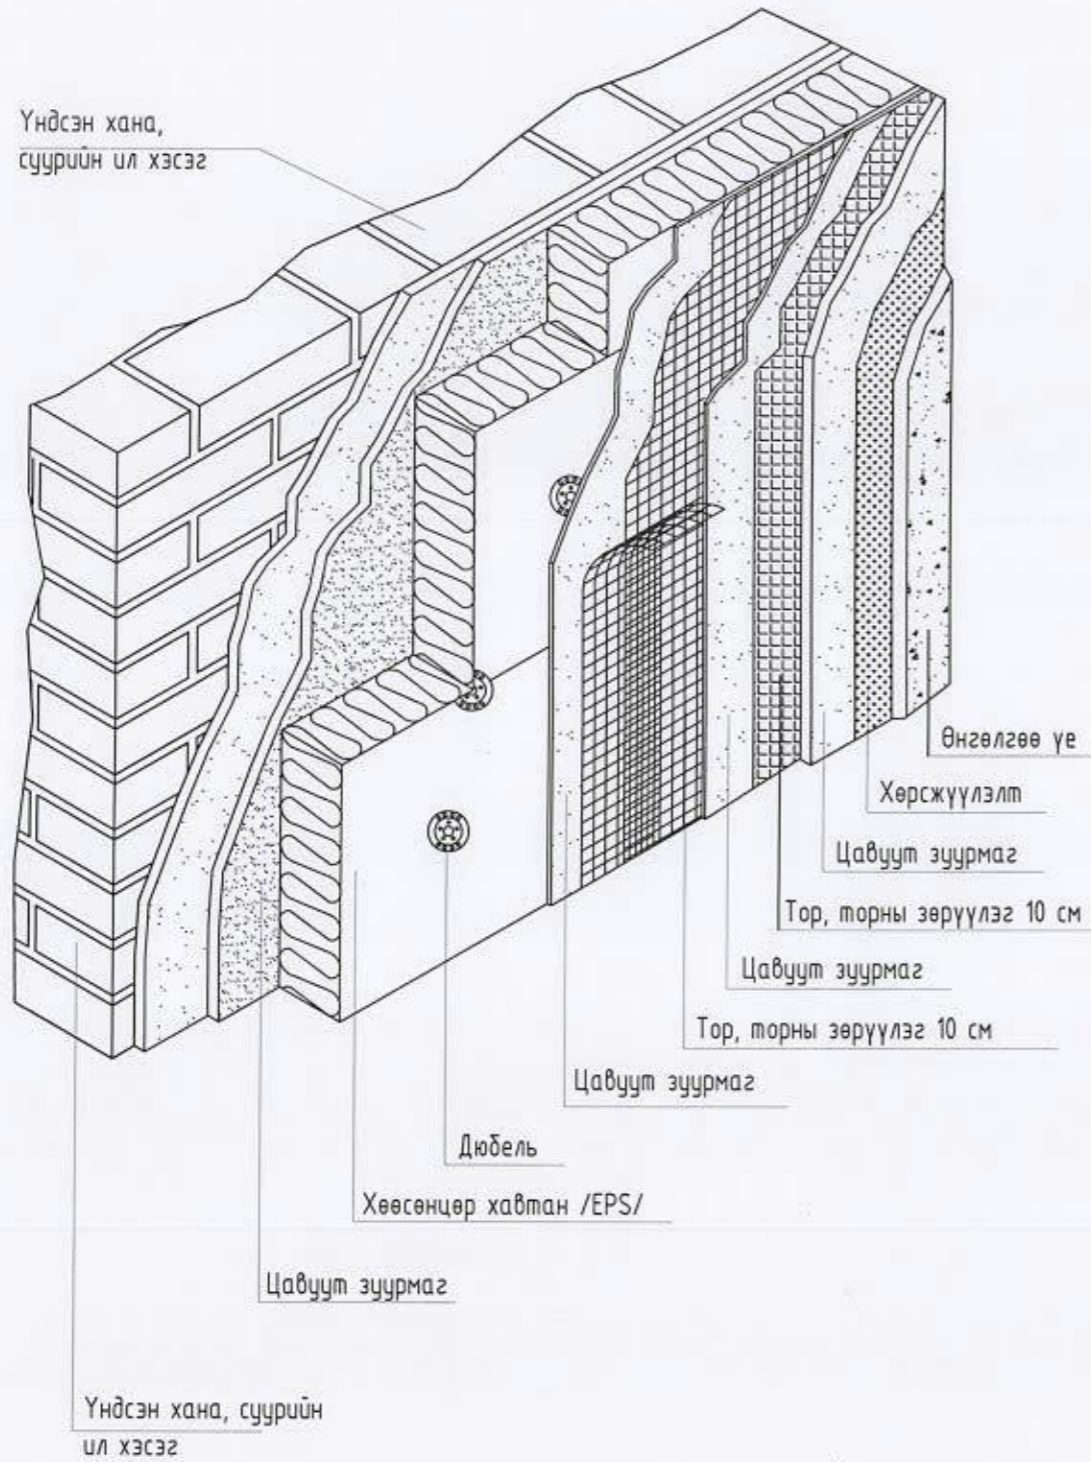 Үндсэн хана,
суурийн ил хэсэг
Өнгөлгөө үе
Хөрсжүүлэлт
Цавуут зуурмаг
Тор, торны зөрүүлэг 10 см
Цавуут зуурмаг
Тор, торны зөрүүлэг 10 см
Цавуут зуурмаг
Дюбель
Хөөсөнцөр хавтан /EPS/
Цавуут зуурмаг
Үндсэн хана, суурийн
ил хэсэг